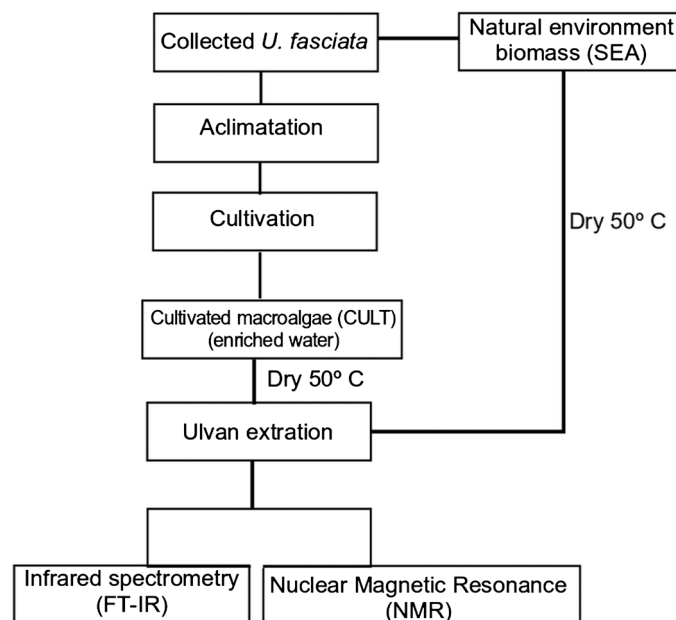 Collected U. fasciata
Natural environment
biomass (SEA)
Aclimatation
Cultivation
Dry 50º C
Cultivated macroalgae (CULT)
(enriched water)
Dry 50º C
Ulvan extration
Infrared spectrometry
(FT-IR)
Nuclear Magnetic Resonance
(NMR)